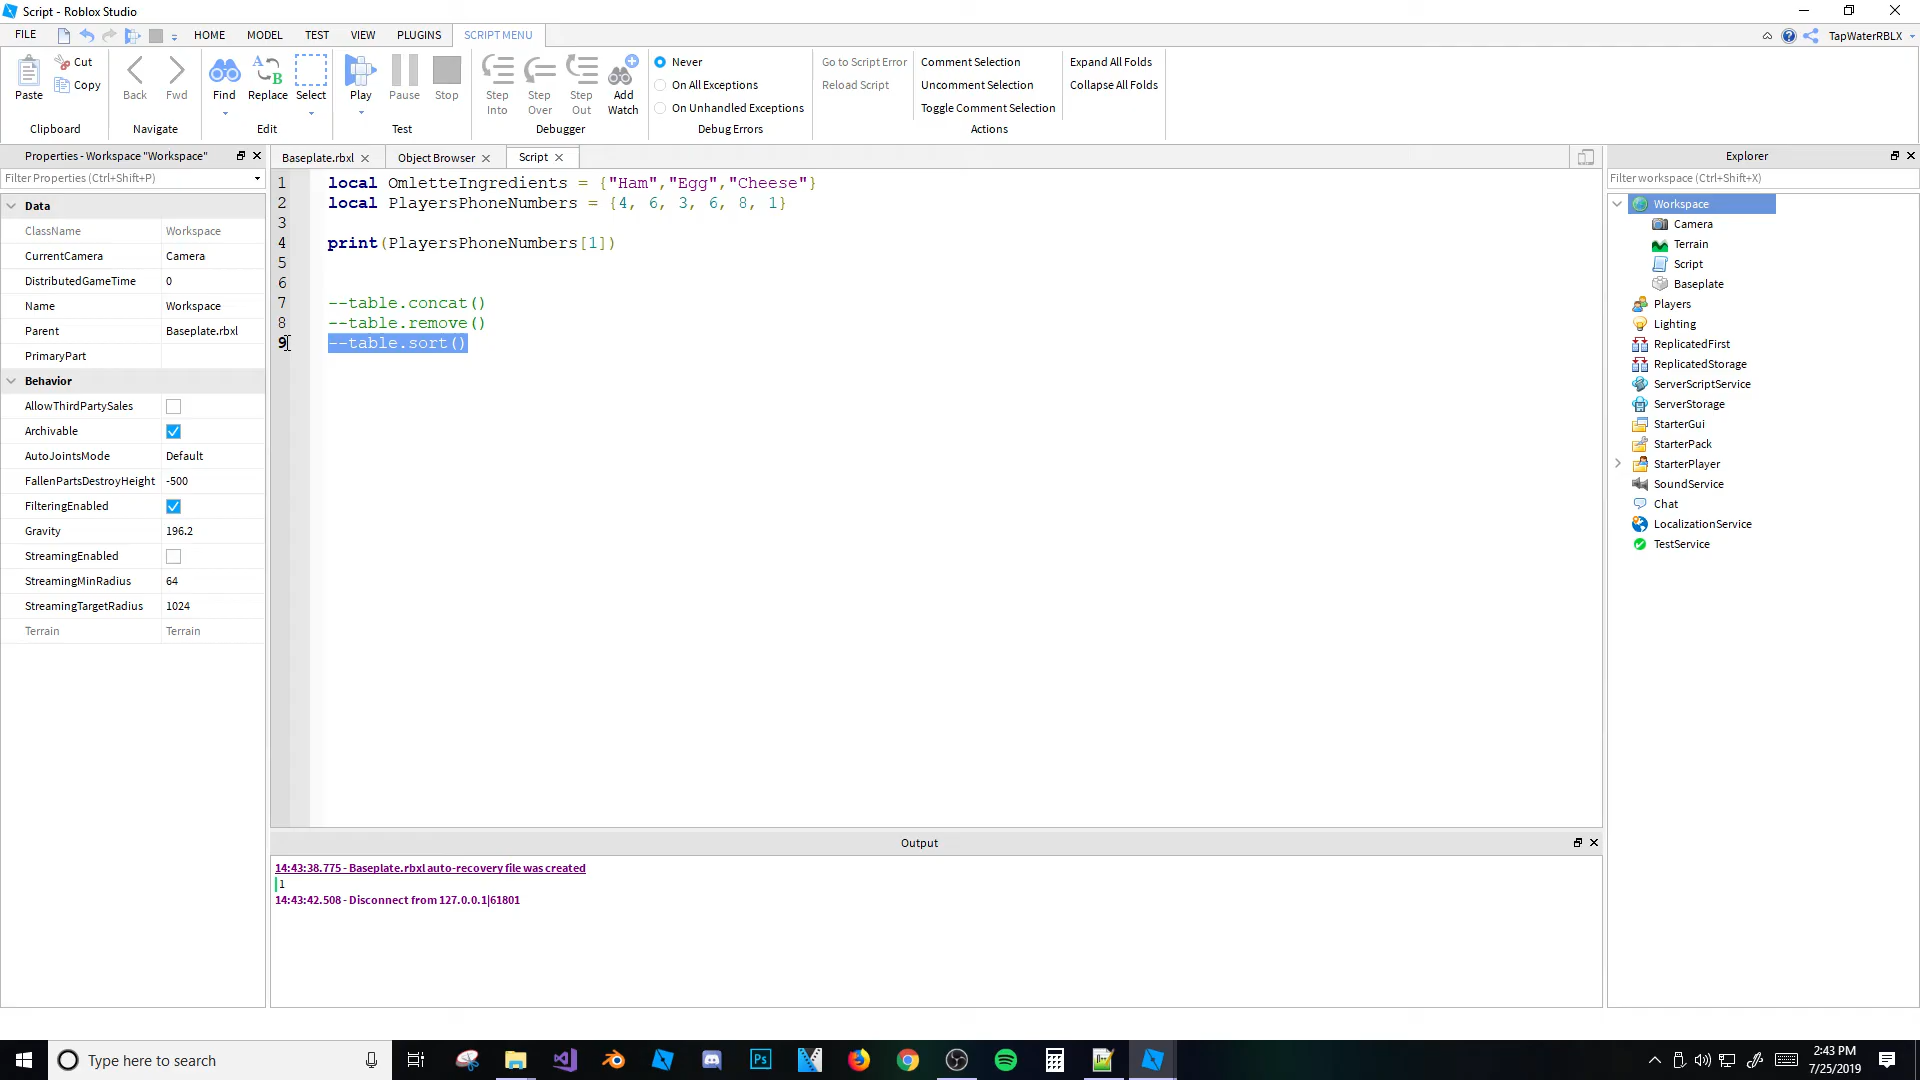 Script - Roblox Studio
FILE HOME MODEL TEST VIEW PLUGINS SCRIPT MENU TapWaterRBLX
Paste Cut Copy Back Fwd Find Replace Select Play Pause Stop Step Into Step Over Step Out Add Watch
Never Go to Script Error Comment Selection Expand All Folds
On All Exceptions Reload Script Uncomment Selection Collapse All Folds
On Unhandled Exceptions Toggle Comment Selection
Clipboard Navigate Edit Test Debugger Debug Errors Actions
Properties - Workspace "Workspace"
Filter Properties (Ctrl+Shift+P)
Data
ClassName Workspace
CurrentCamera Camera
DistributedGameTime 0
Name Workspace
Parent Baseplate.rbxl
PrimaryPart
Behavior
AllowThirdPartySales
Archivable
AutoJointsMode Default
FallenPartsDestroyHeight -500
FilteringEnabled
Gravity 196.2
StreamingEnabled
StreamingMinRadius 64
StreamingTargetRadius 1024
Terrain Terrain
Baseplate.rbxl Object Browser Script
1 local OmletteIngredients = {"Ham","Egg","Cheese"}
2 local PlayersPhoneNumbers = {4, 6, 3, 6, 8, 1}
3
4 print(PlayersPhoneNumbers[1])
5
6
7 --table.concat()
8 --table.remove()
9 --table.sort()
Output
14:43:38.775 - Baseplate.rbxl auto-recovery file was created
1
14:43:42.508 - Disconnect from 127.0.0.1|61801
Explorer
Filter workspace (Ctrl+Shift+X)
Workspace
Camera
Terrain
Script
Baseplate
Players
Lighting
ReplicatedFirst
ReplicatedStorage
ServerScriptService
ServerStorage
StarterGui
StarterPack
StarterPlayer
SoundService
Chat
LocalizationService
TestService
Type here to search
Ps
2:43 PM
7/25/2019